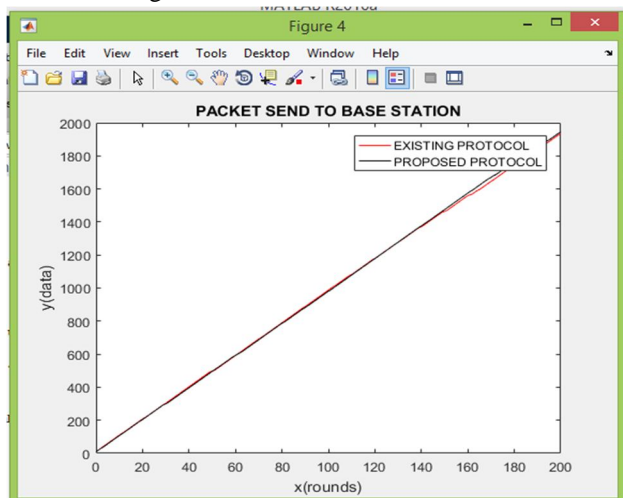 Figure 4
File Edit View Insert Tools Desktop Window Help
PACKET SEND TO BASE STATION
EXISTING PROTOCOL
PROPOSED PROTOCOL
2000
1800
1600
1400
1200
1000
800
600
400
200
0
y(data)
0 20 40 60 80 100 120 140 160 180 200
x(rounds)